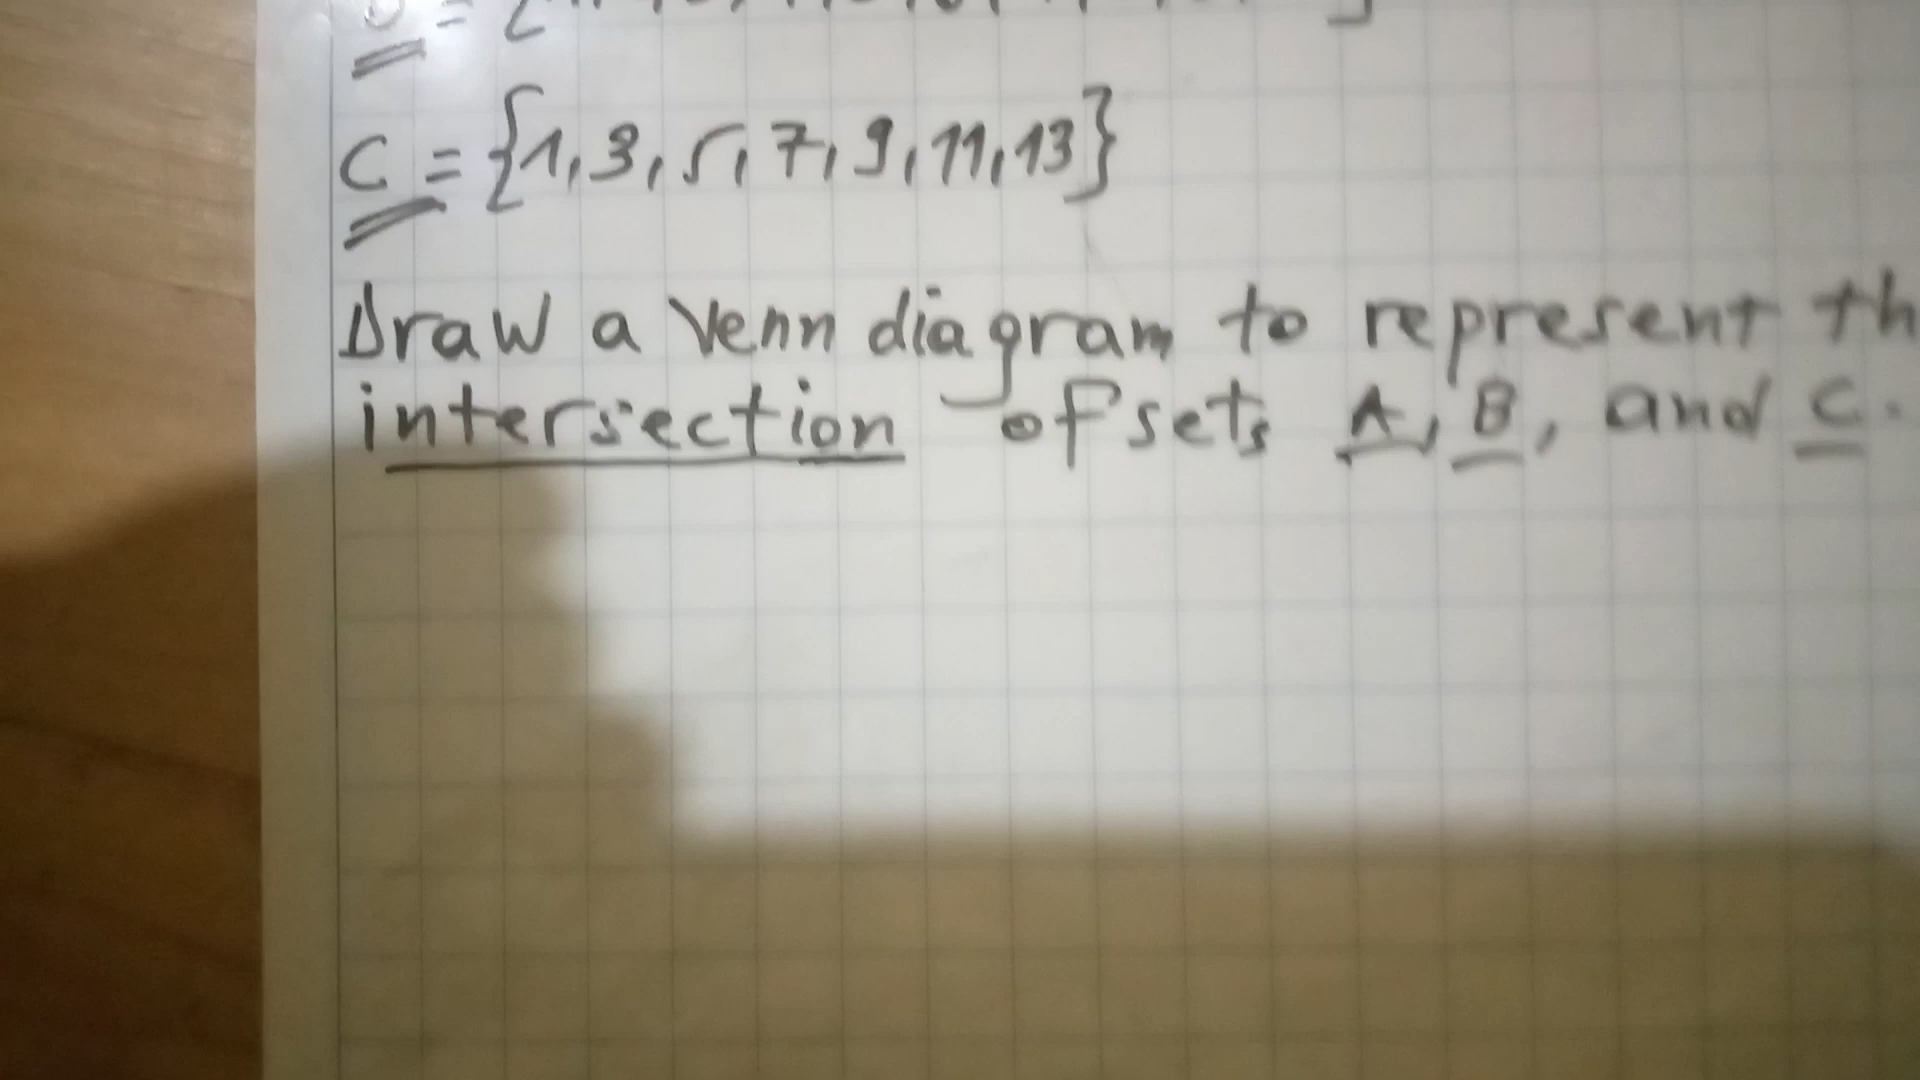 C = {1, 3, 5, 7, 9, 11, 13}
Draw a Venn diagram to represent th
intersection of sets A, B, and C.